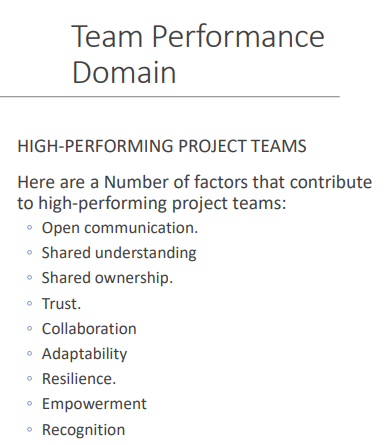 Team Performance
Domain
HIGH-PERFORMING PROJECT TEAMS
Here are a Number of factors that contribute
to high-performing project teams:
◦ Open communication.
◦ Shared understanding
◦ Shared ownership.
◦ Trust.
◦ Collaboration
◦ Adaptability
◦ Resilience.
◦ Empowerment
◦ Recognition